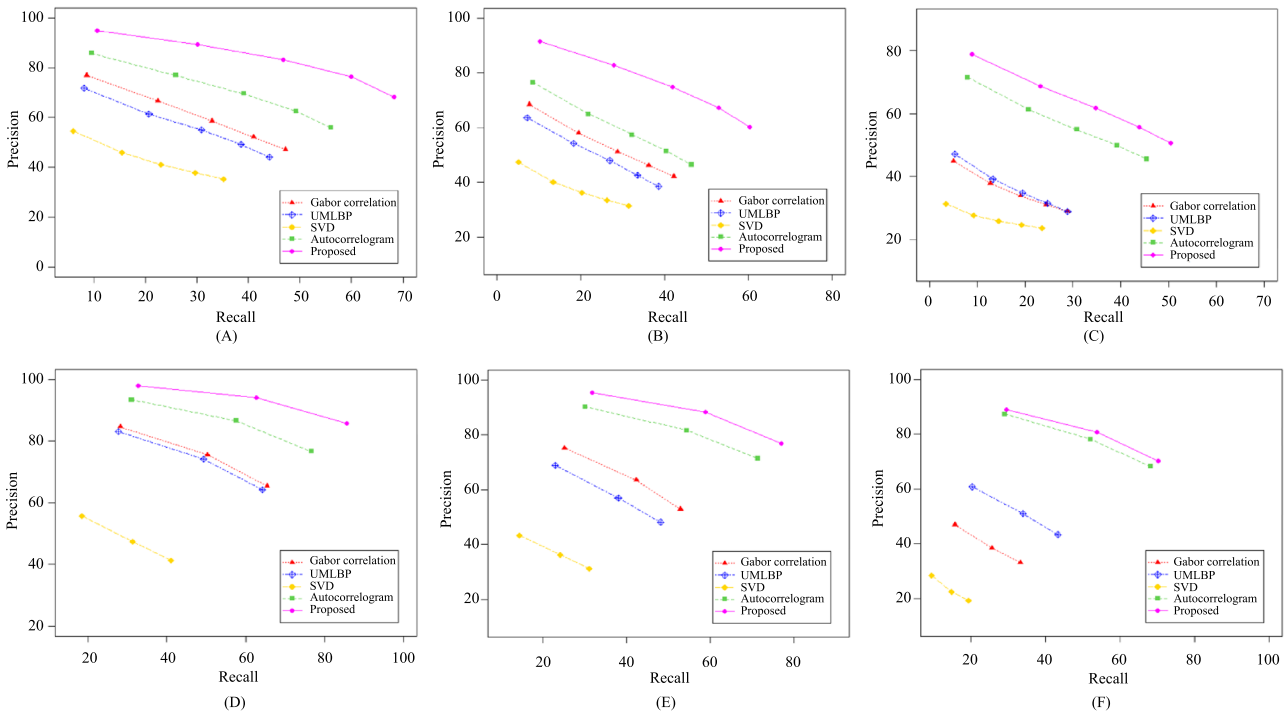 100
80
60
40
20
0
Precision
10
20
30
40
50
60
70
Recall
(A)
Gabor correlation
UMLBP
SVD
Autocorrelogram
Proposed
100
80
60
40
20
Precision
0
20
40
60
80
Recall
(B)
Gabor correlation
UMLBP
SVD
Autocorrelogram
Proposed
80
60
40
20
Precision
0
10
20
30
40
50
60
70
Recall
(C)
Gabor correlation
UMLBP
SVD
Autocorrelogram
Proposed
100
80
60
40
20
Precision
20
40
60
80
100
Recall
(D)
Gabor correlation
UMLBP
SVD
Autocorrelogram
Proposed
100
80
60
40
20
Precision
20
40
60
80
Recall
(E)
Gabor correlation
UMLBP
SVD
Autocorrelogram
Proposed
100
80
60
40
20
Precision
20
40
60
80
100
Recall
(F)
Gabor correlation
UMLBP
SVD
Autocorrelogram
Proposed